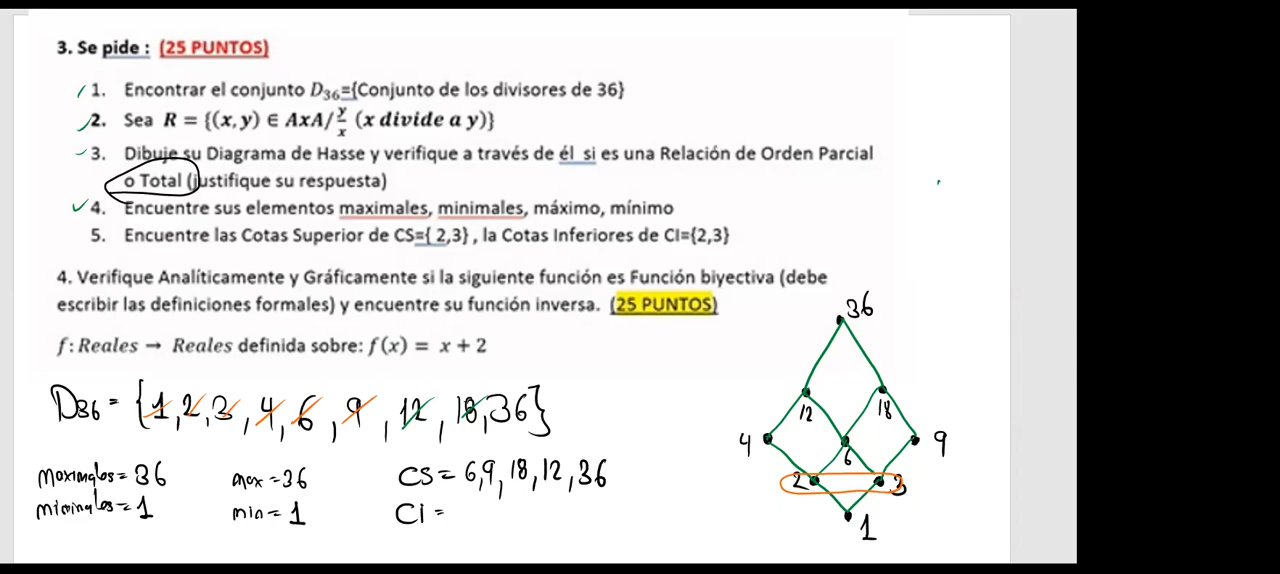 3. Se pide : (25 PUNTOS)
1. Encontrar el conjunto D₃₆={Conjunto de los divisores de 36}
2. Sea R = {(x, y) ∈ AxA/ y/x (x divide a y)}
3. Dibuje su Diagrama de Hasse y verifique a través de él si es una Relación de Orden Parcial
o Total (justifique su respuesta)
4. Encuentre sus elementos maximales, minimales, máximo, mínimo
5. Encuentre las Cotas Superior de CS={ 2,3} , la Cotas Inferiores de CI={2,3}
4. Verifique Analíticamente y Gráficamente si la siguiente función es Función biyectiva (debe
escribir las definiciones formales) y encuentre su función inversa. (25 PUNTOS)
f: Reales → Reales definida sobre: f(x) = x + 2
D36 = {1,2,3,4,6,9,12,18,36}
maximales = 36 max = 36 CS = 6,9,18,12,36
minimales = 1 min = 1 CI =
36
12 18
4 6 9
2 3
1